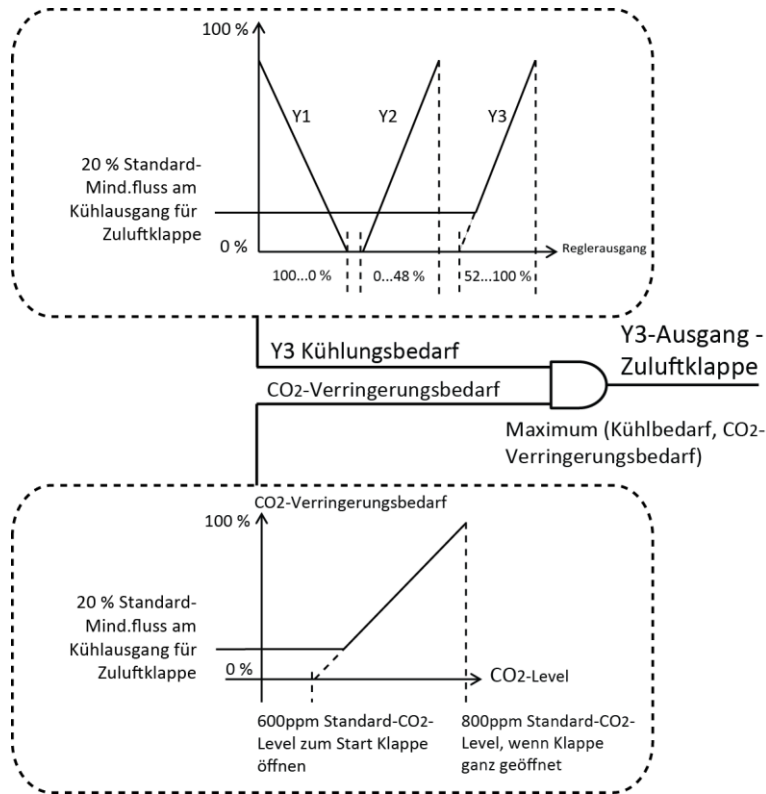 100 %
Y1
Y2
Y3
20 % Standard-
Mind.fluss am
Kühlausgang für
Zuluftklappe
0 %
Reglerausgang
100...0 %
0...48 %
52...100 %
Y3 Kühlungsbedarf
Y3-Ausgang -
Zuluftklappe
CO2-Verringerungsbedarf
Maximum (Kühlbedarf, CO2-
Verringerungsbedarf)
CO2-Verringerungsbedarf
100 %
20 % Standard-
Mind.fluss am
Kühlausgang für
Zuluftklappe
0 %
CO2-Level
600ppm Standard-CO2-
Level zum Start Klappe
öffnen
800ppm Standard-CO2-
Level, wenn Klappe
ganz geöffnet